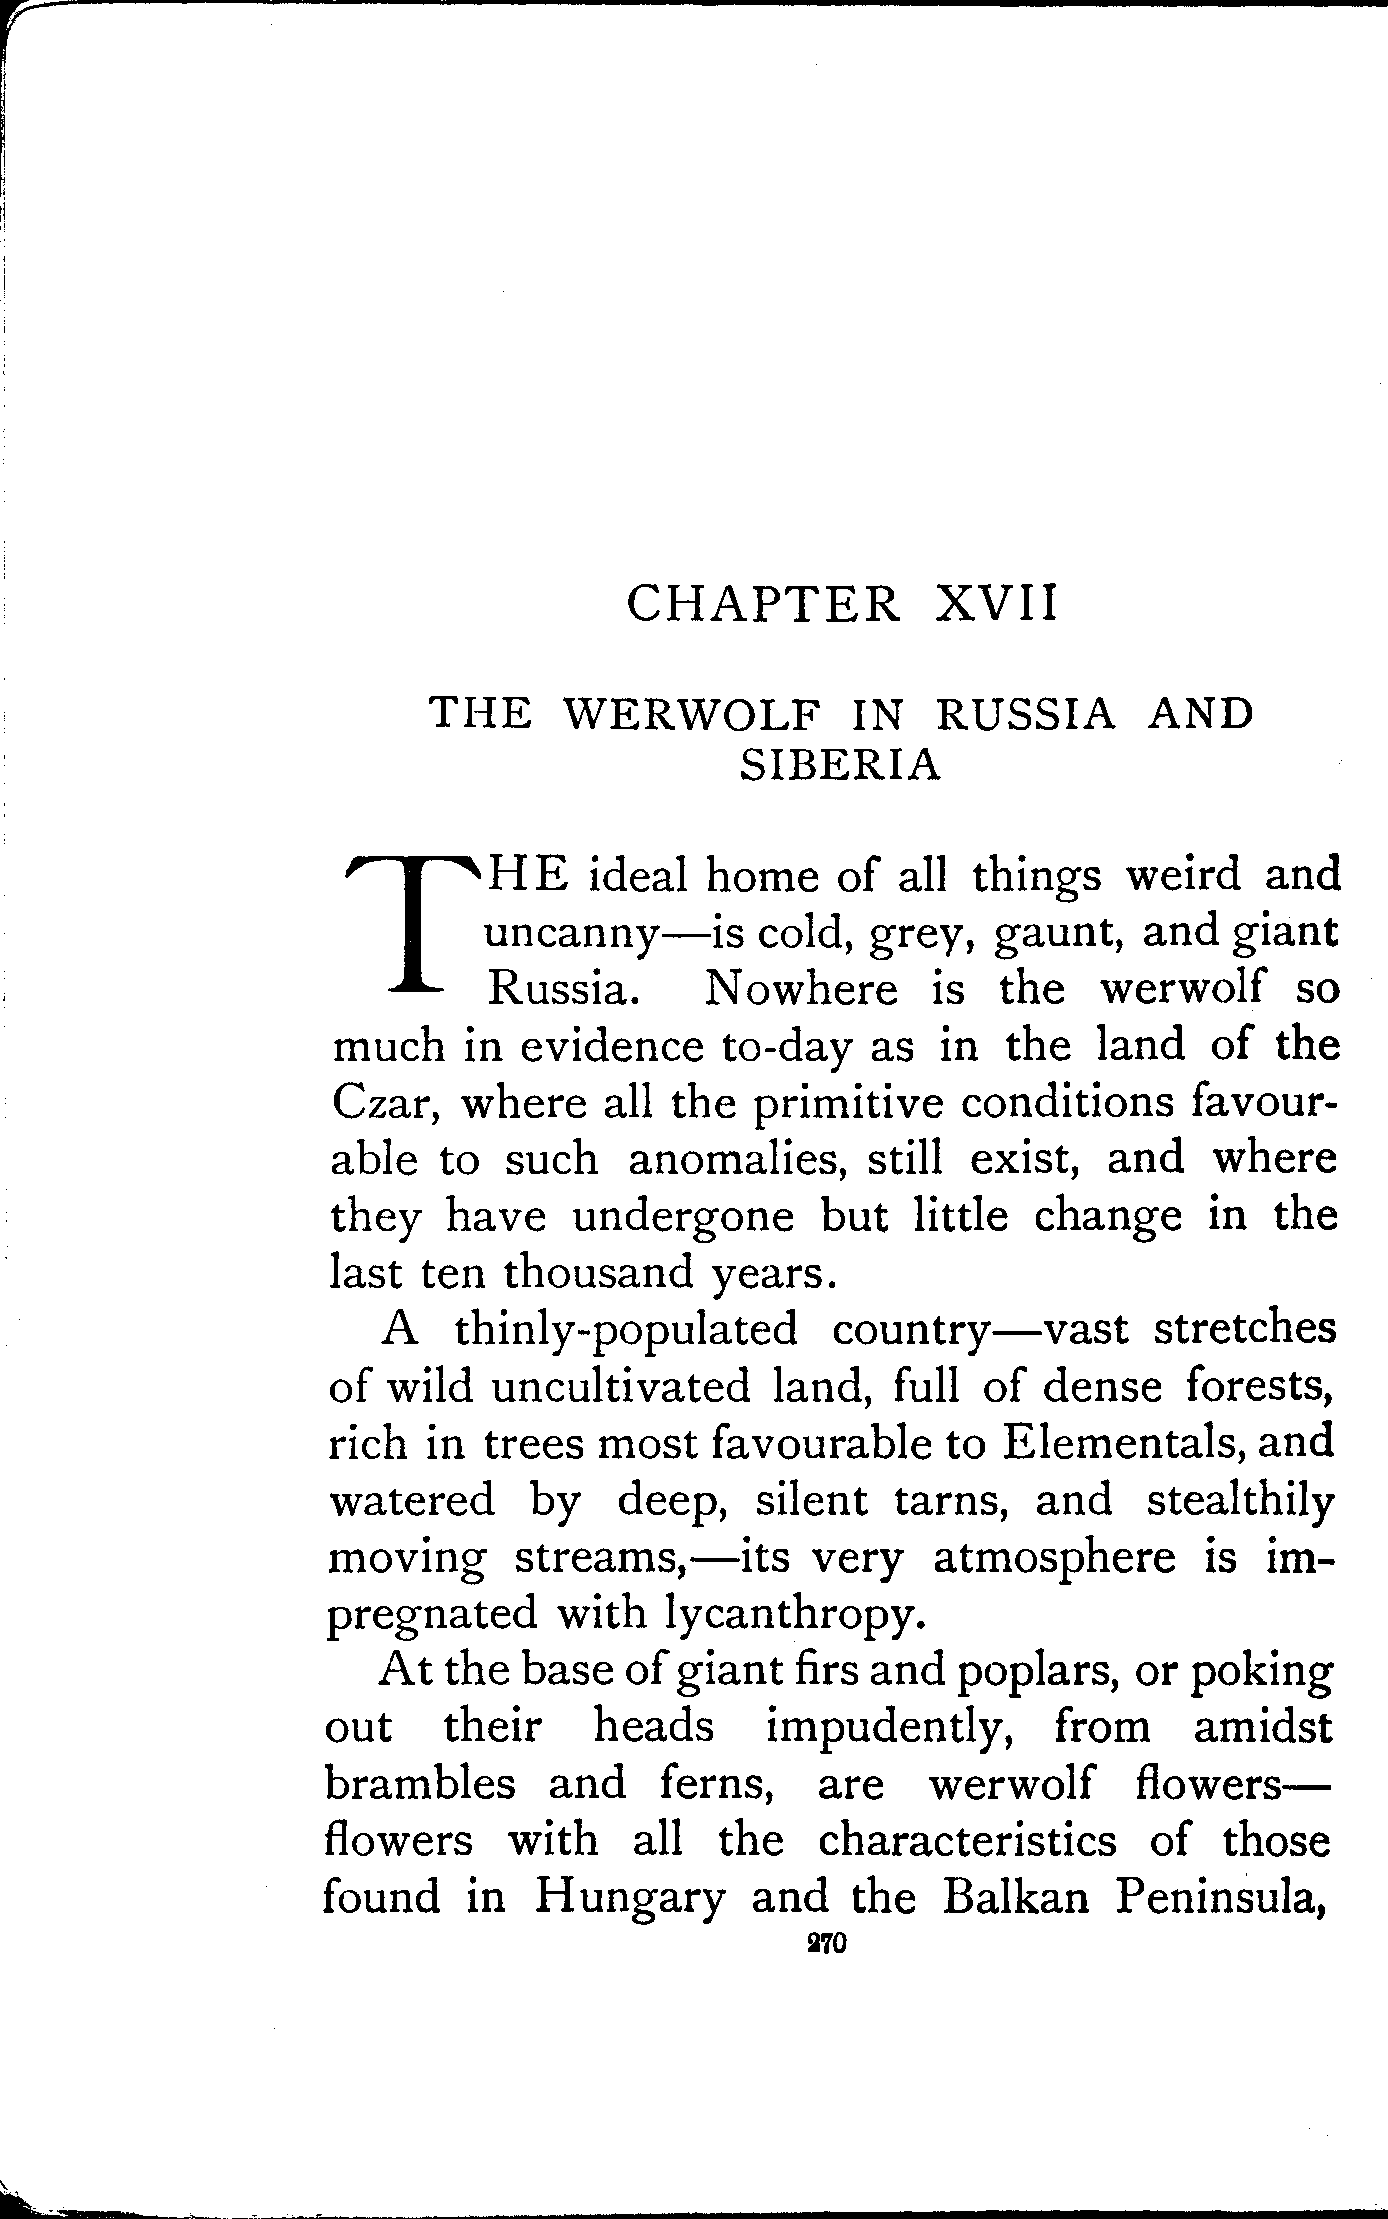 CHAPTER XVII
THE WERWOLF IN RUSSIA AND
SIBERIA
THE ideal home of all things weird and
uncanny—is cold, grey, gaunt, and giant
Russia. Nowhere is the werwolf so
much in evidence to-day as in the land of the
Czar, where all the primitive conditions favour-
able to such anomalies, still exist, and where
they have undergone but little change in the
last ten thousand years.
A thinly-populated country—vast stretches
of wild uncultivated land, full of dense forests,
rich in trees most favourable to Elementals, and
watered by deep, silent tarns, and stealthily
moving streams,—its very atmosphere is im-
pregnated with lycanthropy.
At the base of giant firs and poplars, or poking
out their heads impudently, from amidst
brambles and ferns, are werwolf flowers—
flowers with all the characteristics of those
found in Hungary and the Balkan Peninsula,
270